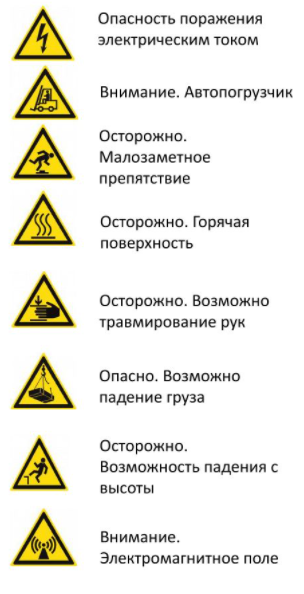 Опасность поражения
электрическим током
Внимание. Автопогрузчик
Осторожно.
Малозаметное
препятствие
Осторожно. Горячая
поверхность
Осторожно. Возможно
травмирование рук
Опасно. Возможно
падение груза
Осторожно.
Возможность падения с
высоты
Внимание.
Электромагнитное поле